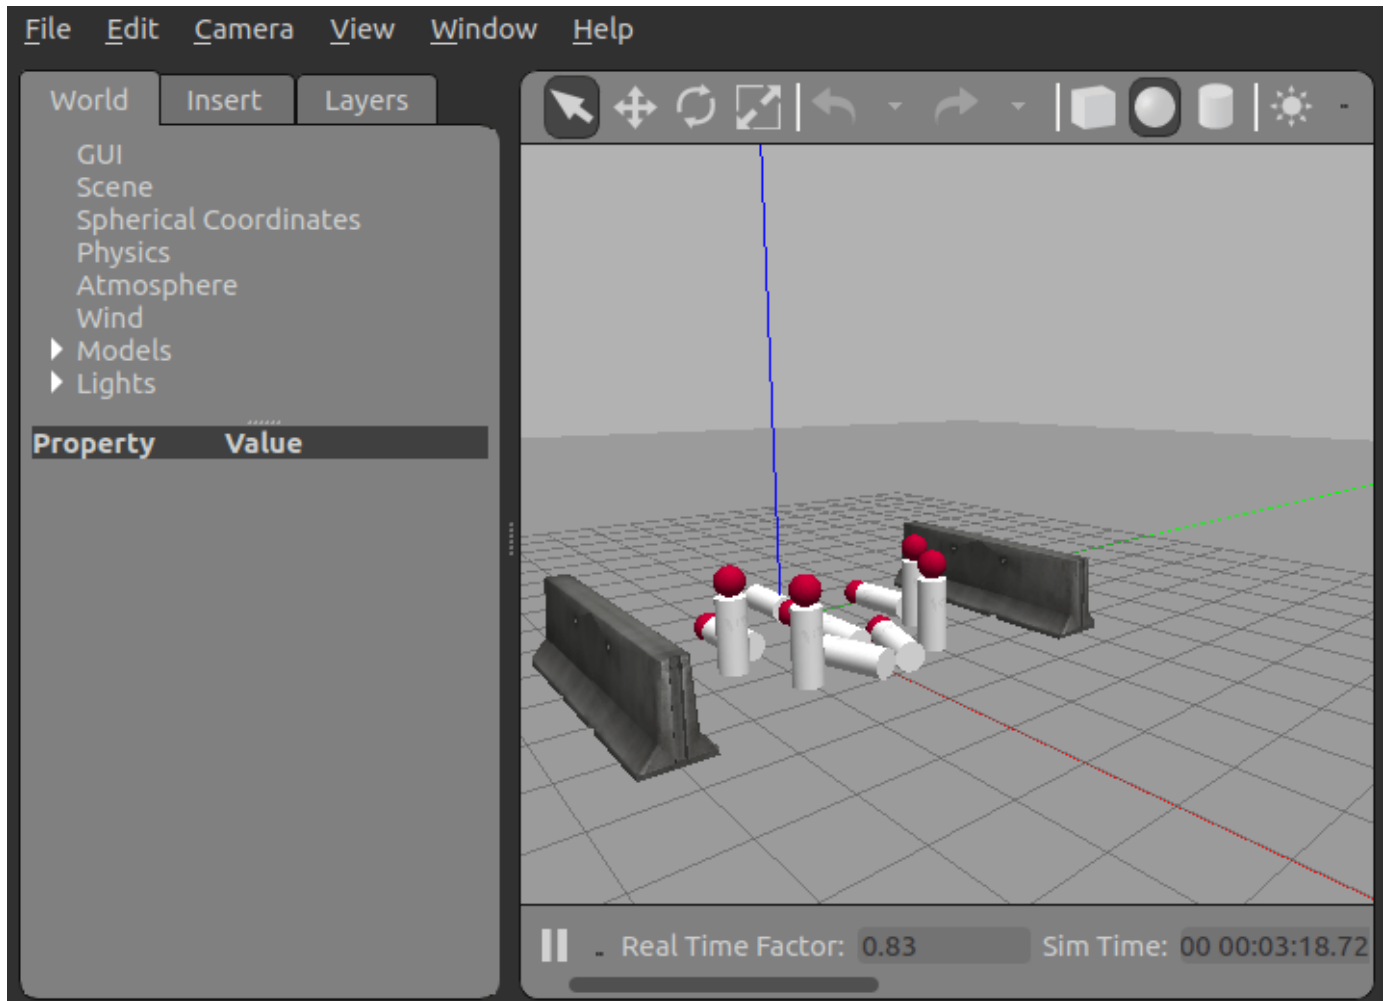 File Edit Camera View Window Help
World Insert Layers
GUI
Scene
Spherical Coordinates
Physics
Atmosphere
Wind
Models
Lights
Property Value
Real Time Factor: 0.83 Sim Time: 00 00:03:18.72